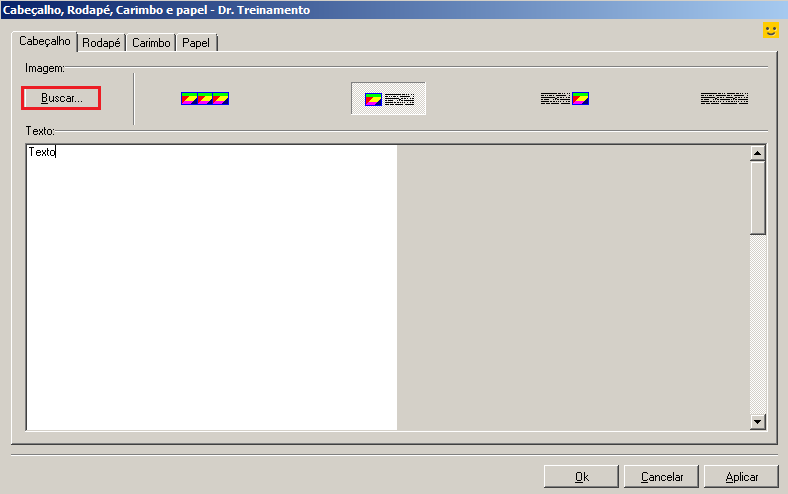 Cabeçalho, Rodapé, Carimbo e papel - Dr. Treinamento
Cabeçalho Rodapé Carimbo Papel
Imagem:
Buscar...
Texto:
Texto
Ok Cancelar Aplicar